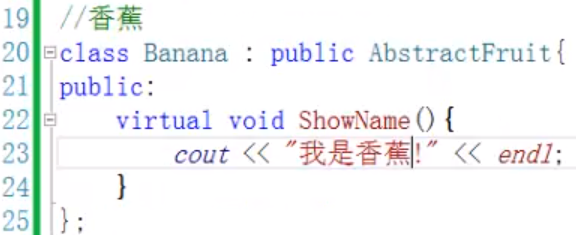 19 //香蕉
20 class Banana : public AbstractFruit{
21 public:
22     virtual void ShowName(){
23         cout << "我是香蕉!" << endl;
24     }
25 };